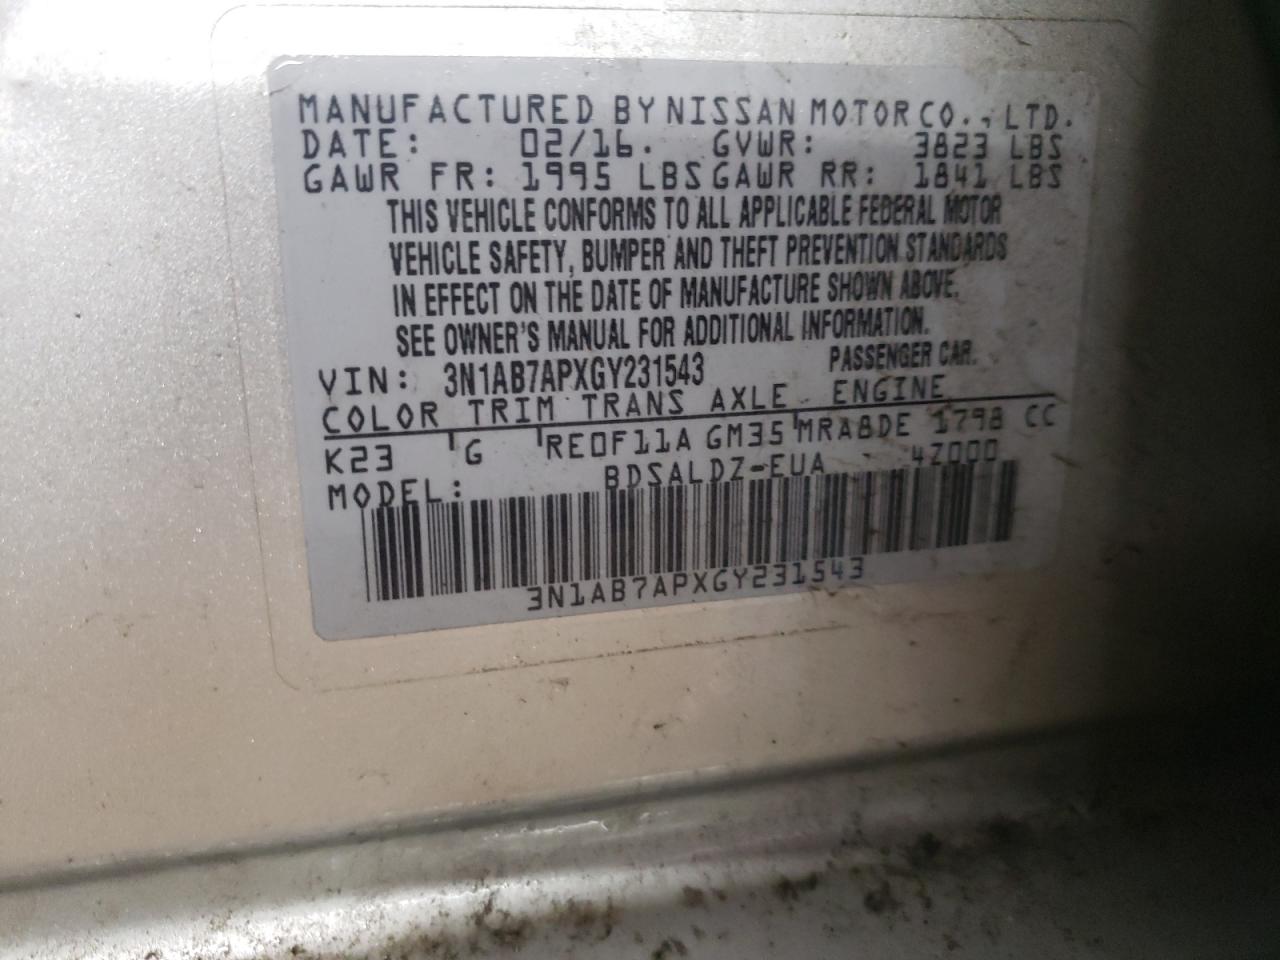 MANUFACTURED BY NISSAN MOTOR CO., LTD.
DATE: 02/16. GVWR: 3823 LBS
GAWR FR: 1995 LBS GAWR RR: 1841 LBS
THIS VEHICLE CONFORMS TO ALL APPLICABLE FEDERAL MOTOR
VEHICLE SAFETY, BUMPER AND THEFT PREVENTION STANDARDS
IN EFFECT ON THE DATE OF MANUFACTURE SHOWN ABOVE.
SEE OWNER'S MANUAL FOR ADDITIONAL INFORMATION.
VIN: 3N1AB7APXGY231543 PASSENGER CAR.
COLOR TRIM TRANS AXLE ENGINE
K23 G RE0F11A GM35 MRA8DE 1798 CC
MODEL: BDSALDZ-EUA 4Z000
3N1AB7APXGY231543